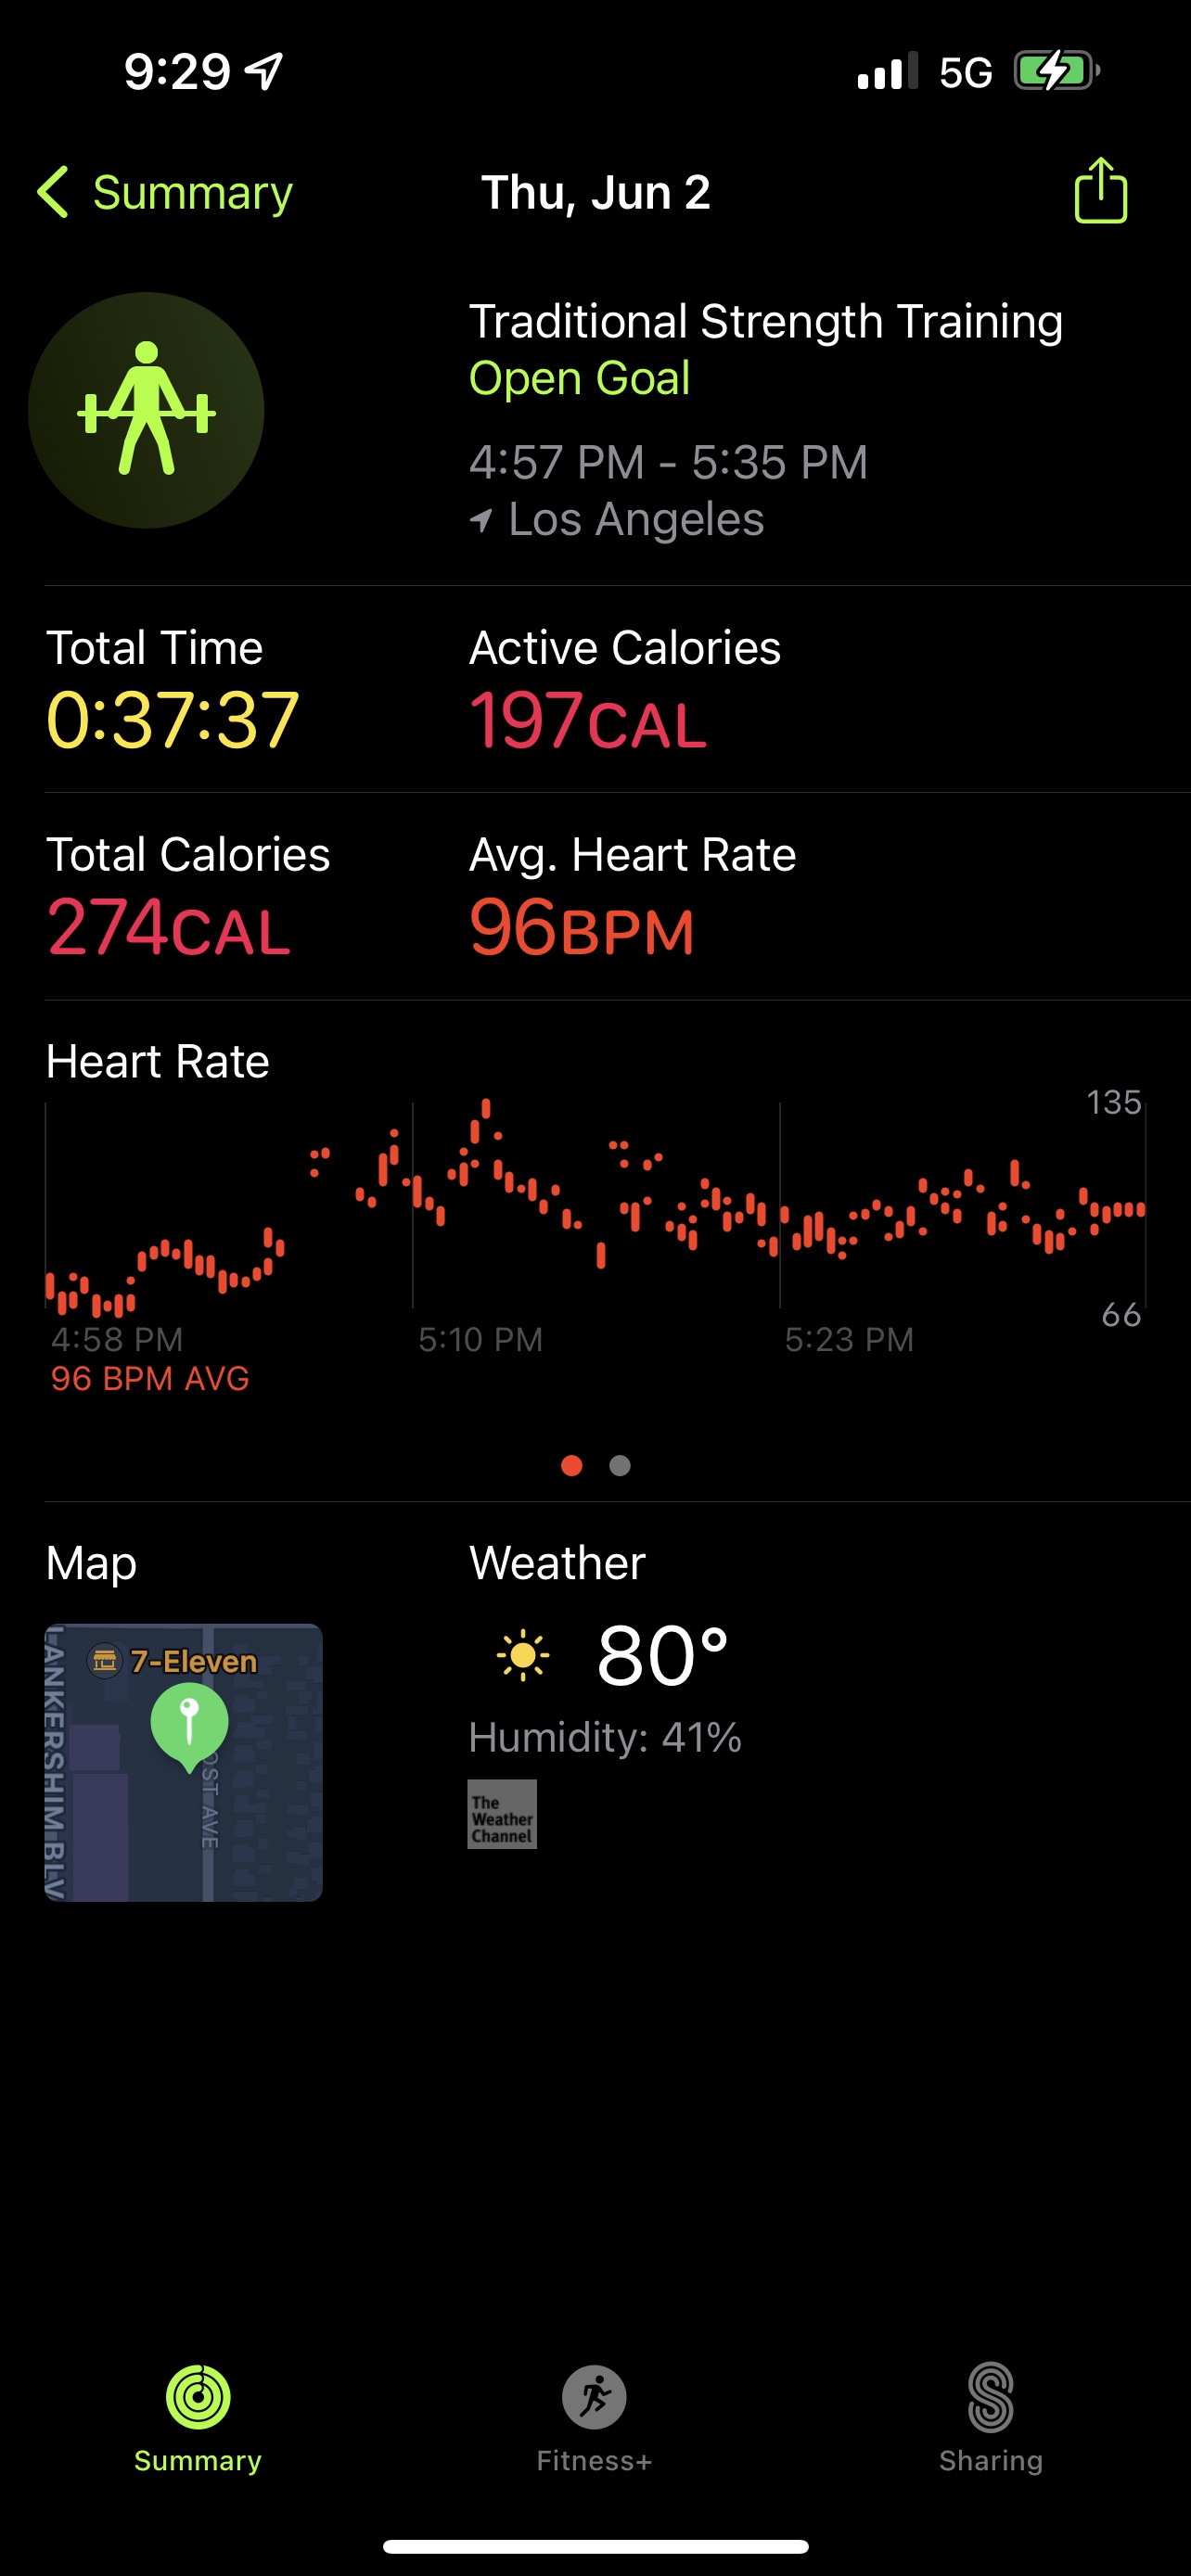 9:29 5G
Summary Thu, Jun 2
Traditional Strength Training
Open Goal
4:57 PM - 5:35 PM
Los Angeles
Total Time Active Calories
0:37:37 197CAL
Total Calories Avg. Heart Rate
274CAL 96BPM
Heart Rate
135
66
4:58 PM 5:10 PM 5:23 PM
96 BPM AVG
Map Weather
7-Eleven
LANKERSHIM BLV
OST AVE
80°
Humidity: 41%
The
Weather
Channel
Summary Fitness+ Sharing